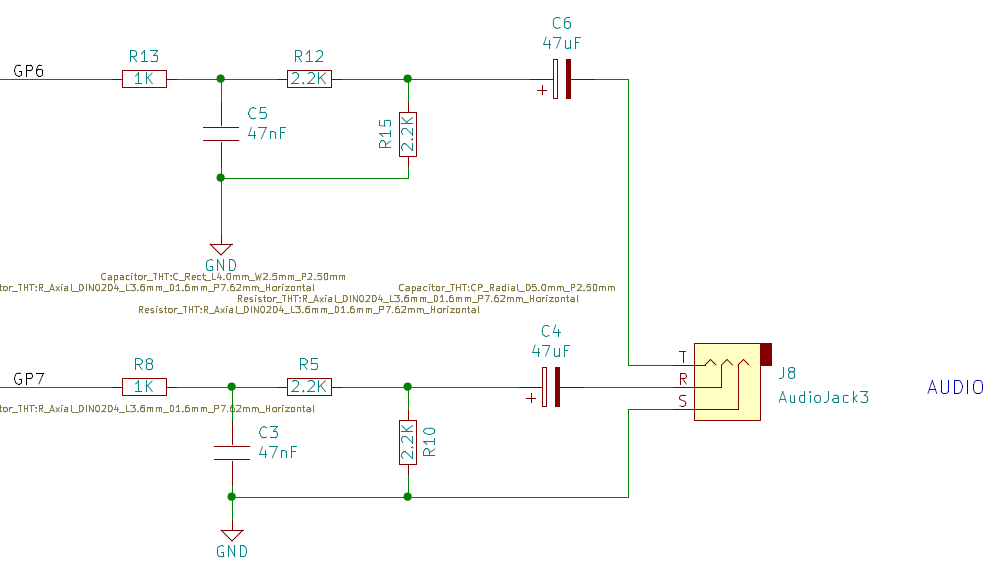 C6
47uF
R13
R12
GP6
1K
2.2K
+
C5
47nF
R15
2.2K
GND
Capacitor_THT:C_Rect_L4.0mm_W2.5mm_P2.50mm
tor_THT:R_Axial_DIN0204_L3.6mm_D1.6mm_P7.62mm_Horizontal
Capacitor_THT:CP_Radial_D5.0mm_P2.50mm
Resistor_THT:R_Axial_DIN0204_L3.6mm_D1.6mm_P7.62mm_Horizontal
Resistor_THT:R_Axial_DIN0204_L3.6mm_D1.6mm_P7.62mm_Horizontal
C4
47uF
R8
R5
GP7
1K
2.2K
+
T
R
S
J8
AudioJack3
AUDIO
tor_THT:R_Axial_DIN0204_L3.6mm_D1.6mm_P7.62mm_Horizontal
C3
47nF
2.2K
R10
GND